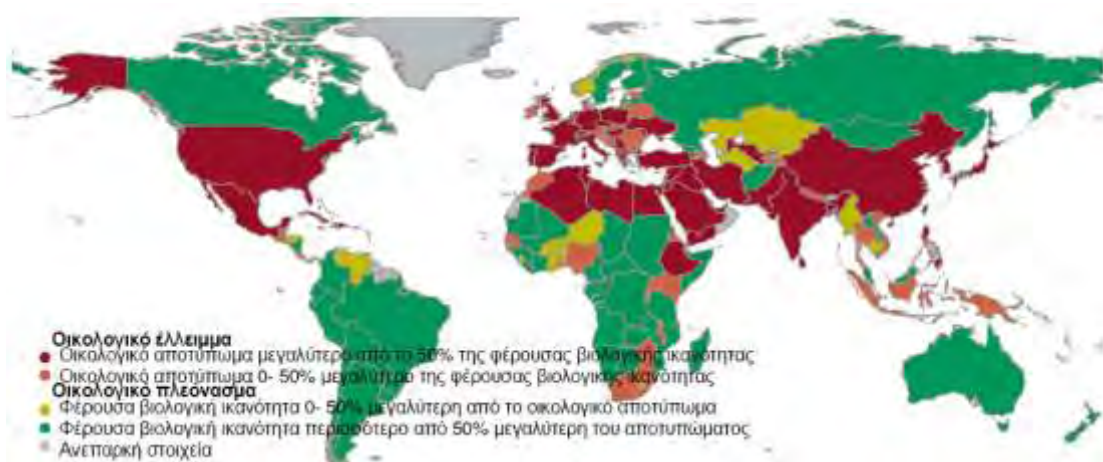 Οικολογικό έλλειμμα
Οικολογικό αποτύπωμα μεγαλύτερο από το 50% της φέρουσας βιολογικής ικανότητας
Οικολογικό αποτύπωμα 0- 50% μεγαλύτερο της φέρουσας βιολογικής ικανότητας
Οικολογικό πλεόνασμα
Φέρουσα βιολογική ικανότητα 0- 50% μεγαλύτερη από το οικολογικό αποτύπωμα
Φέρουσα βιολογική ικανότητα περισσότερο από 50% μεγαλύτερη του αποτυπώματος
Ανεπαρκή στοιχεία